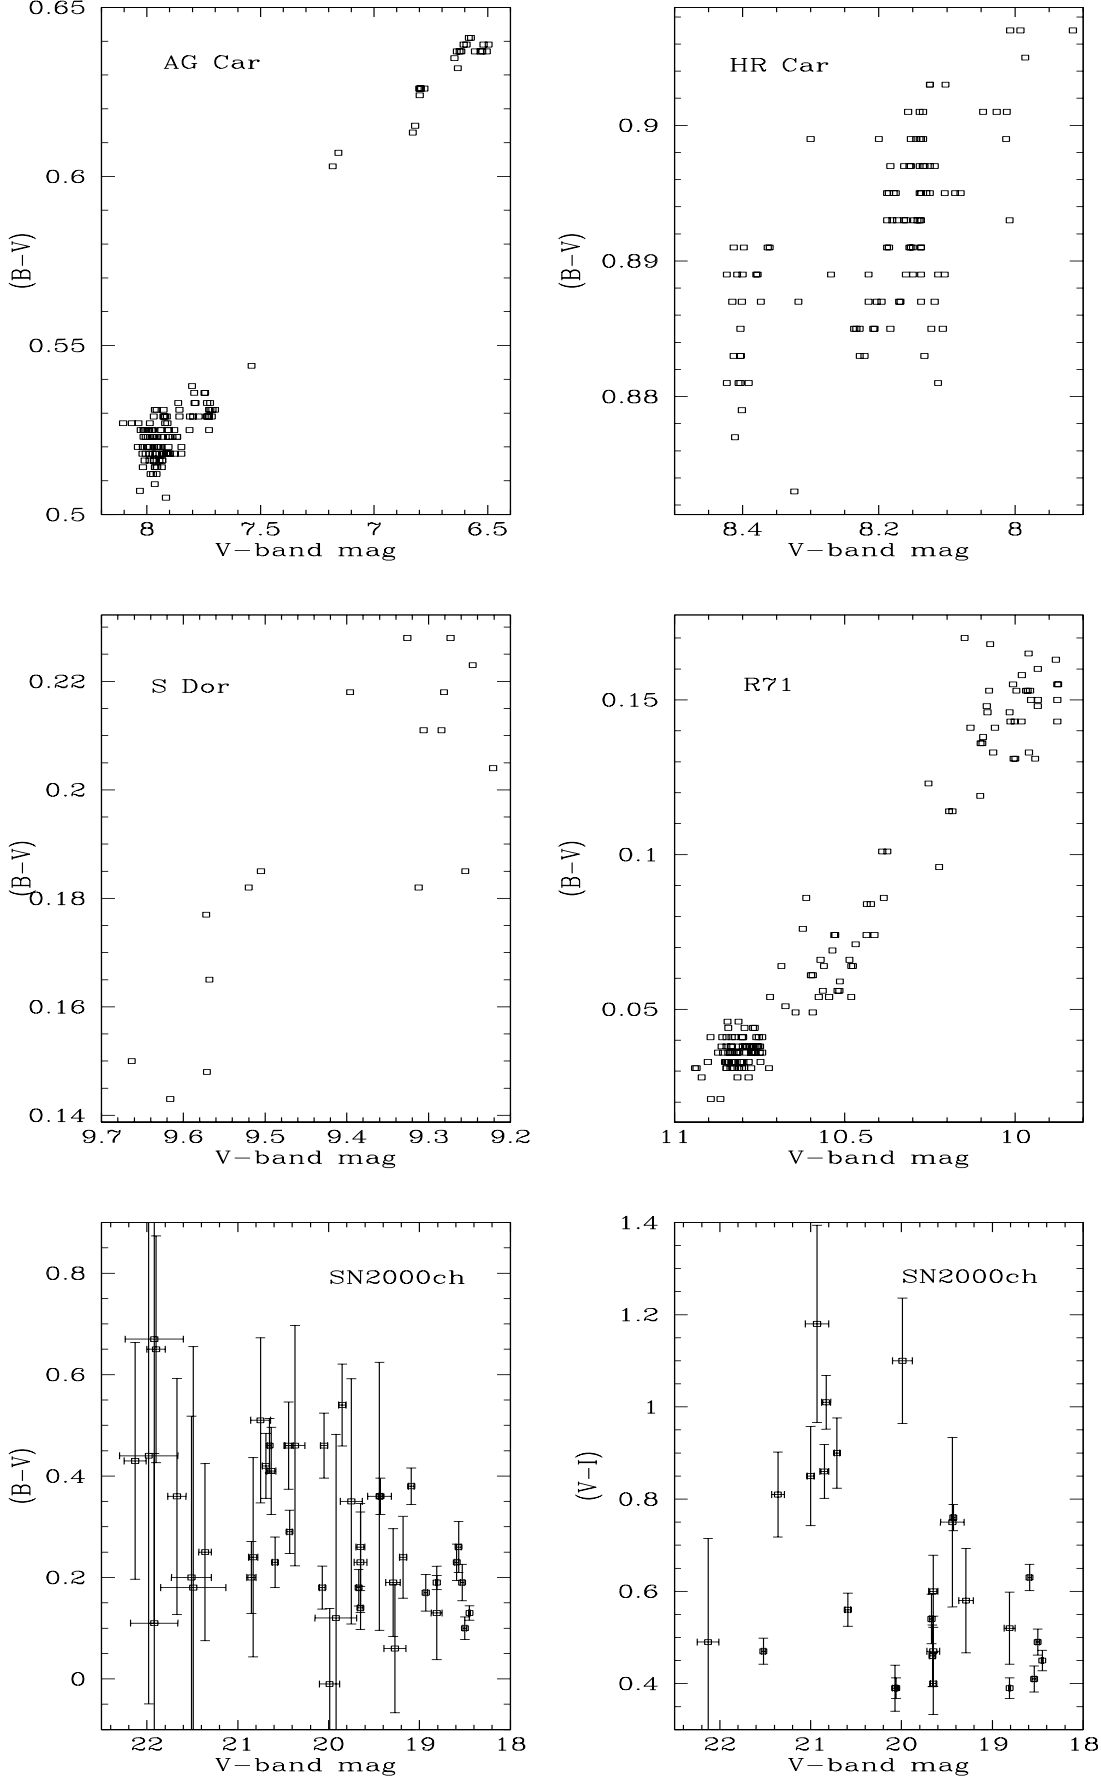 0.65
0.6
0.55
0.5
(B-V)
AG Car
8 7.5 7 6.5
V-band mag
0.9
0.89
0.88
(B-V)
HR Car
8.4 8.2 8
V-band mag
0.22
0.2
0.18
0.16
0.14
(B-V)
S Dor
9.7 9.6 9.5 9.4 9.3 9.2
V-band mag
0.15
0.1
0.05
(B-V)
R71
11 10.5 10
V-band mag
0.8
0.6
0.4
0.2
0
(B-V)
SN2000ch
22 21 20 19 18
V-band mag
1.4
1.2
1
0.8
0.6
0.4
(V-I)
SN2000ch
22 21 20 19 18
V-band mag